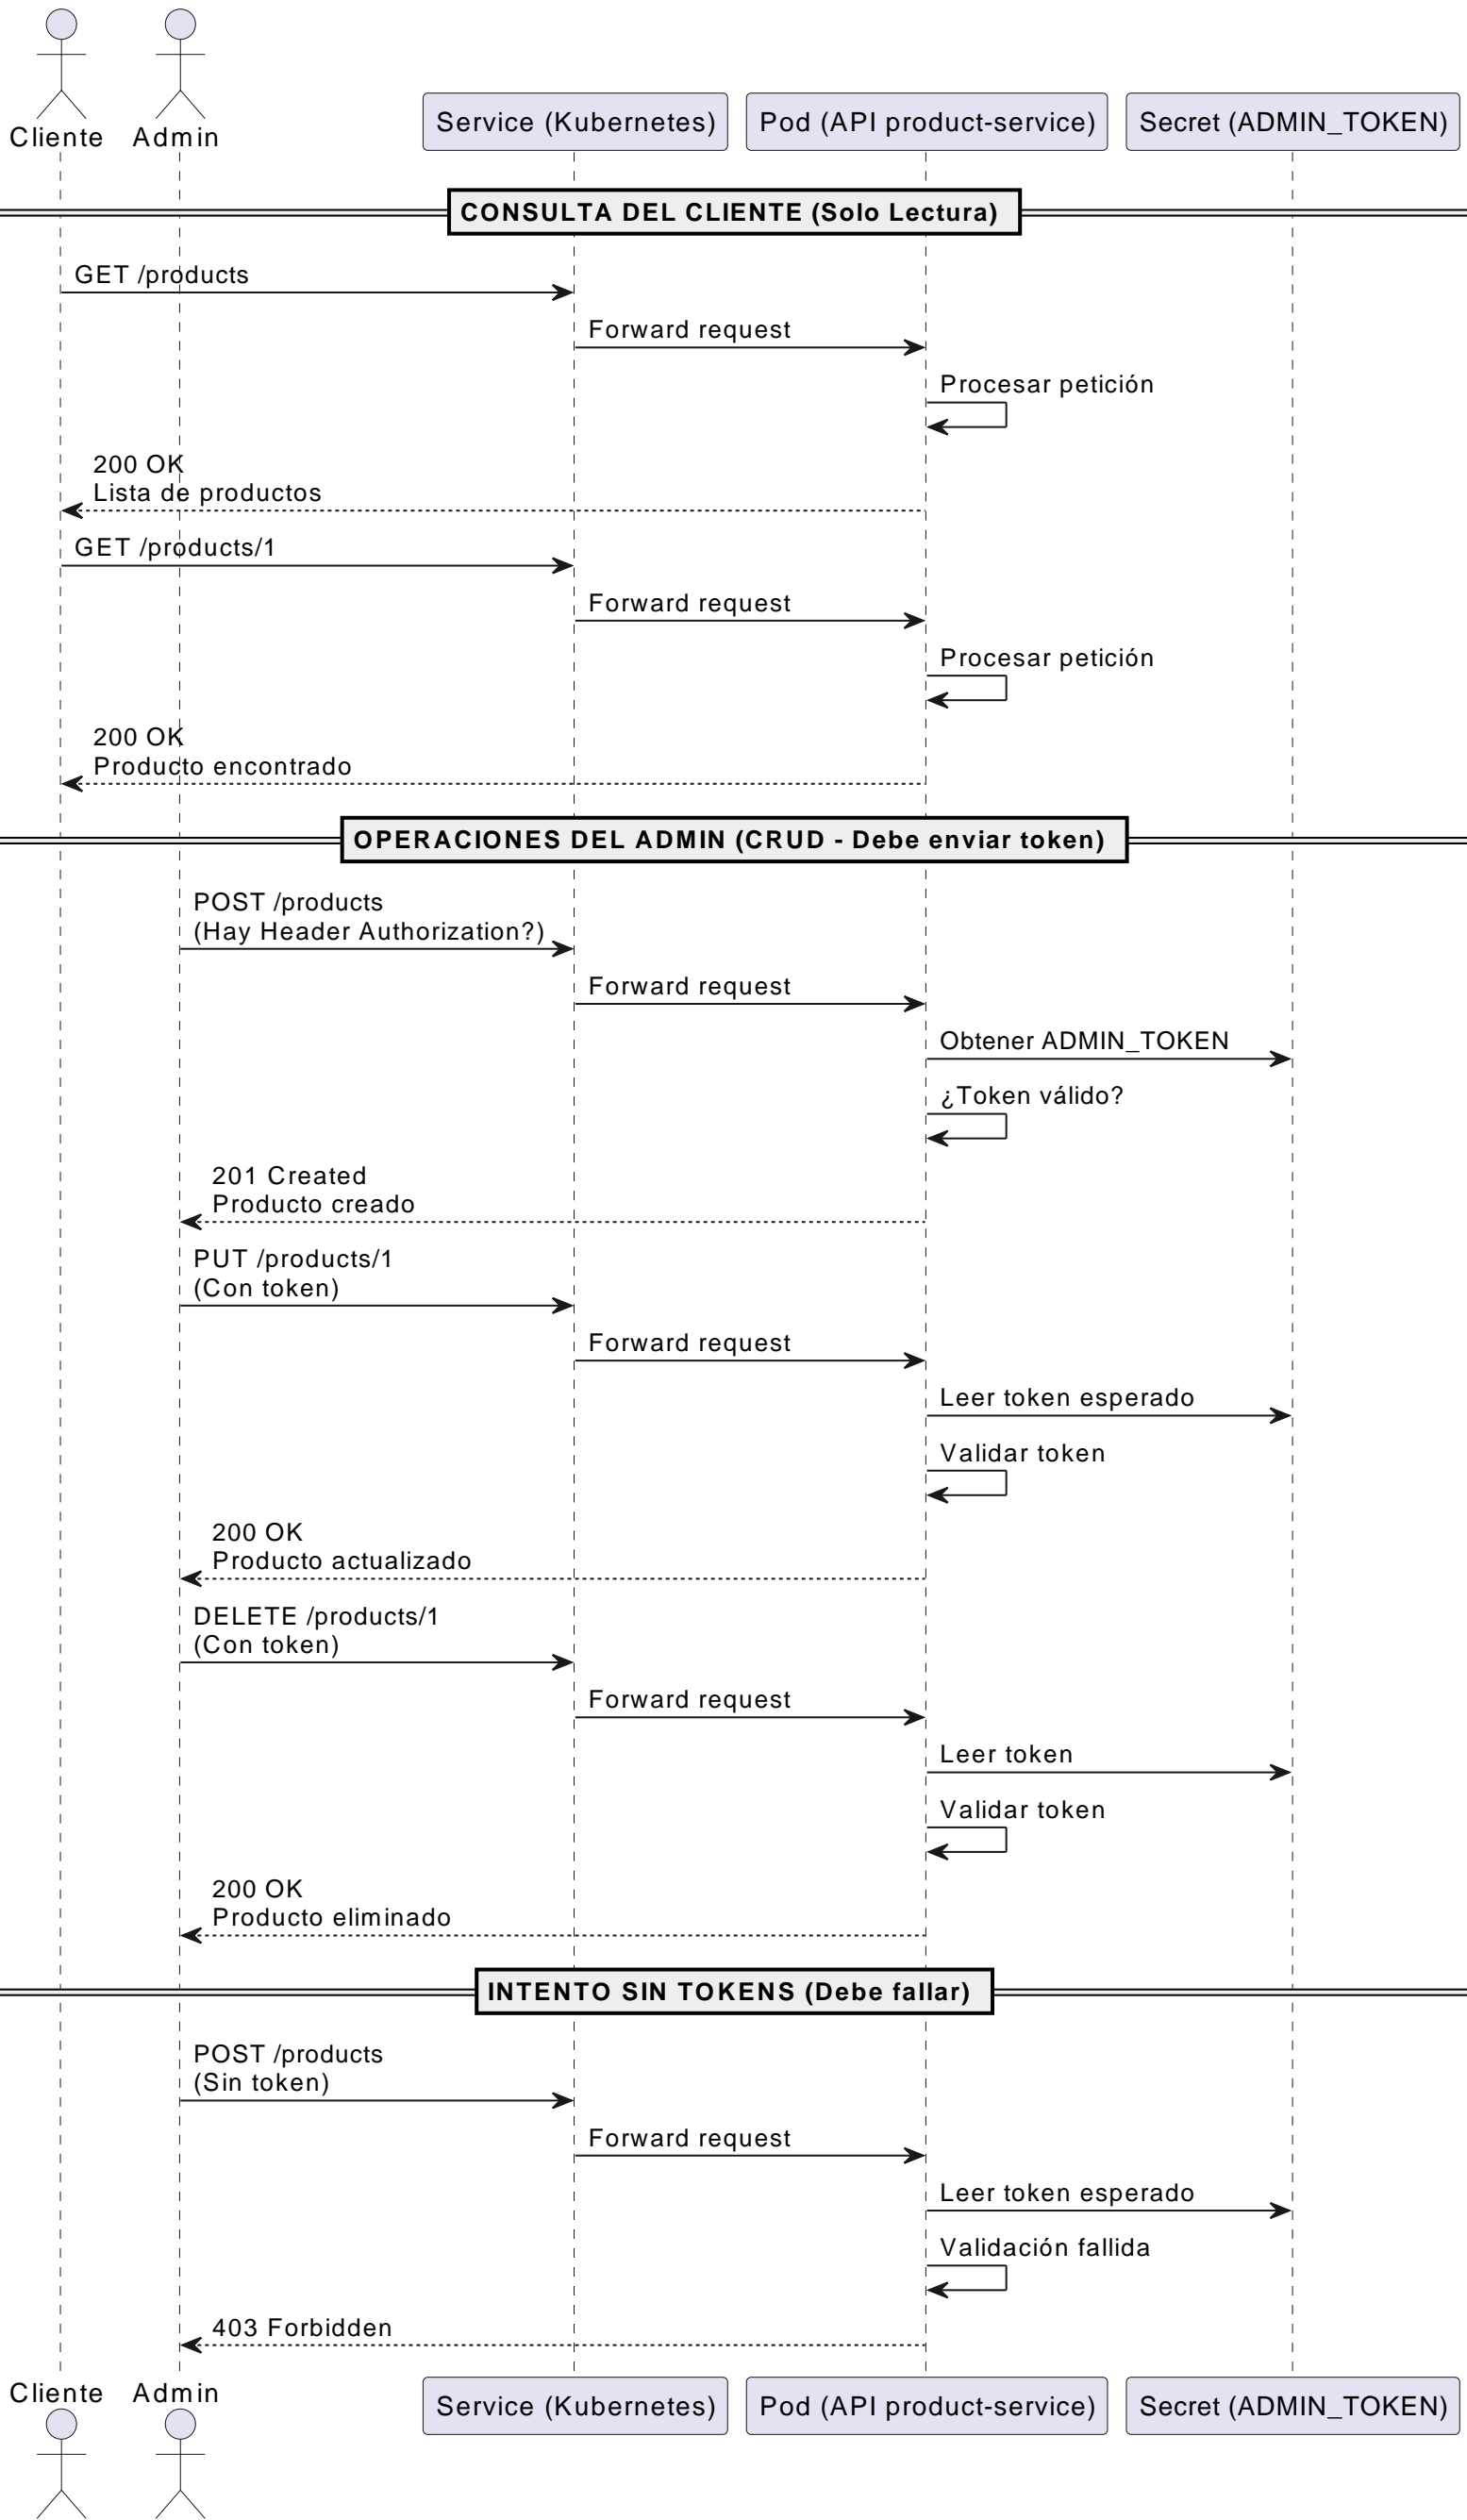 Cliente
Admin
Service (Kubernetes)
Pod (API product-service)
Secret (ADMIN_TOKEN)
CONSULTA DEL CLIENTE (Solo Lectura)
GET /products
Forward request
Procesar petición
200 OK
Lista de productos
GET /products/1
Forward request
Procesar petición
200 OK
Producto encontrado
OPERACIONES DEL ADMIN (CRUD - Debe enviar token)
POST /products
(Hay Header Authorization?)
Forward request
Obtener ADMIN_TOKEN
¿Token válido?
201 Created
Producto creado
PUT /products/1
(Con token)
Forward request
Leer token esperado
Validar token
200 OK
Producto actualizado
DELETE /products/1
(Con token)
Forward request
Leer token
Validar token
200 OK
Producto eliminado
INTENTO SIN TOKENS (Debe fallar)
POST /products
(Sin token)
Forward request
Leer token esperado
Validación fallida
403 Forbidden
Cliente
Admin
Service (Kubernetes)
Pod (API product-service)
Secret (ADMIN_TOKEN)